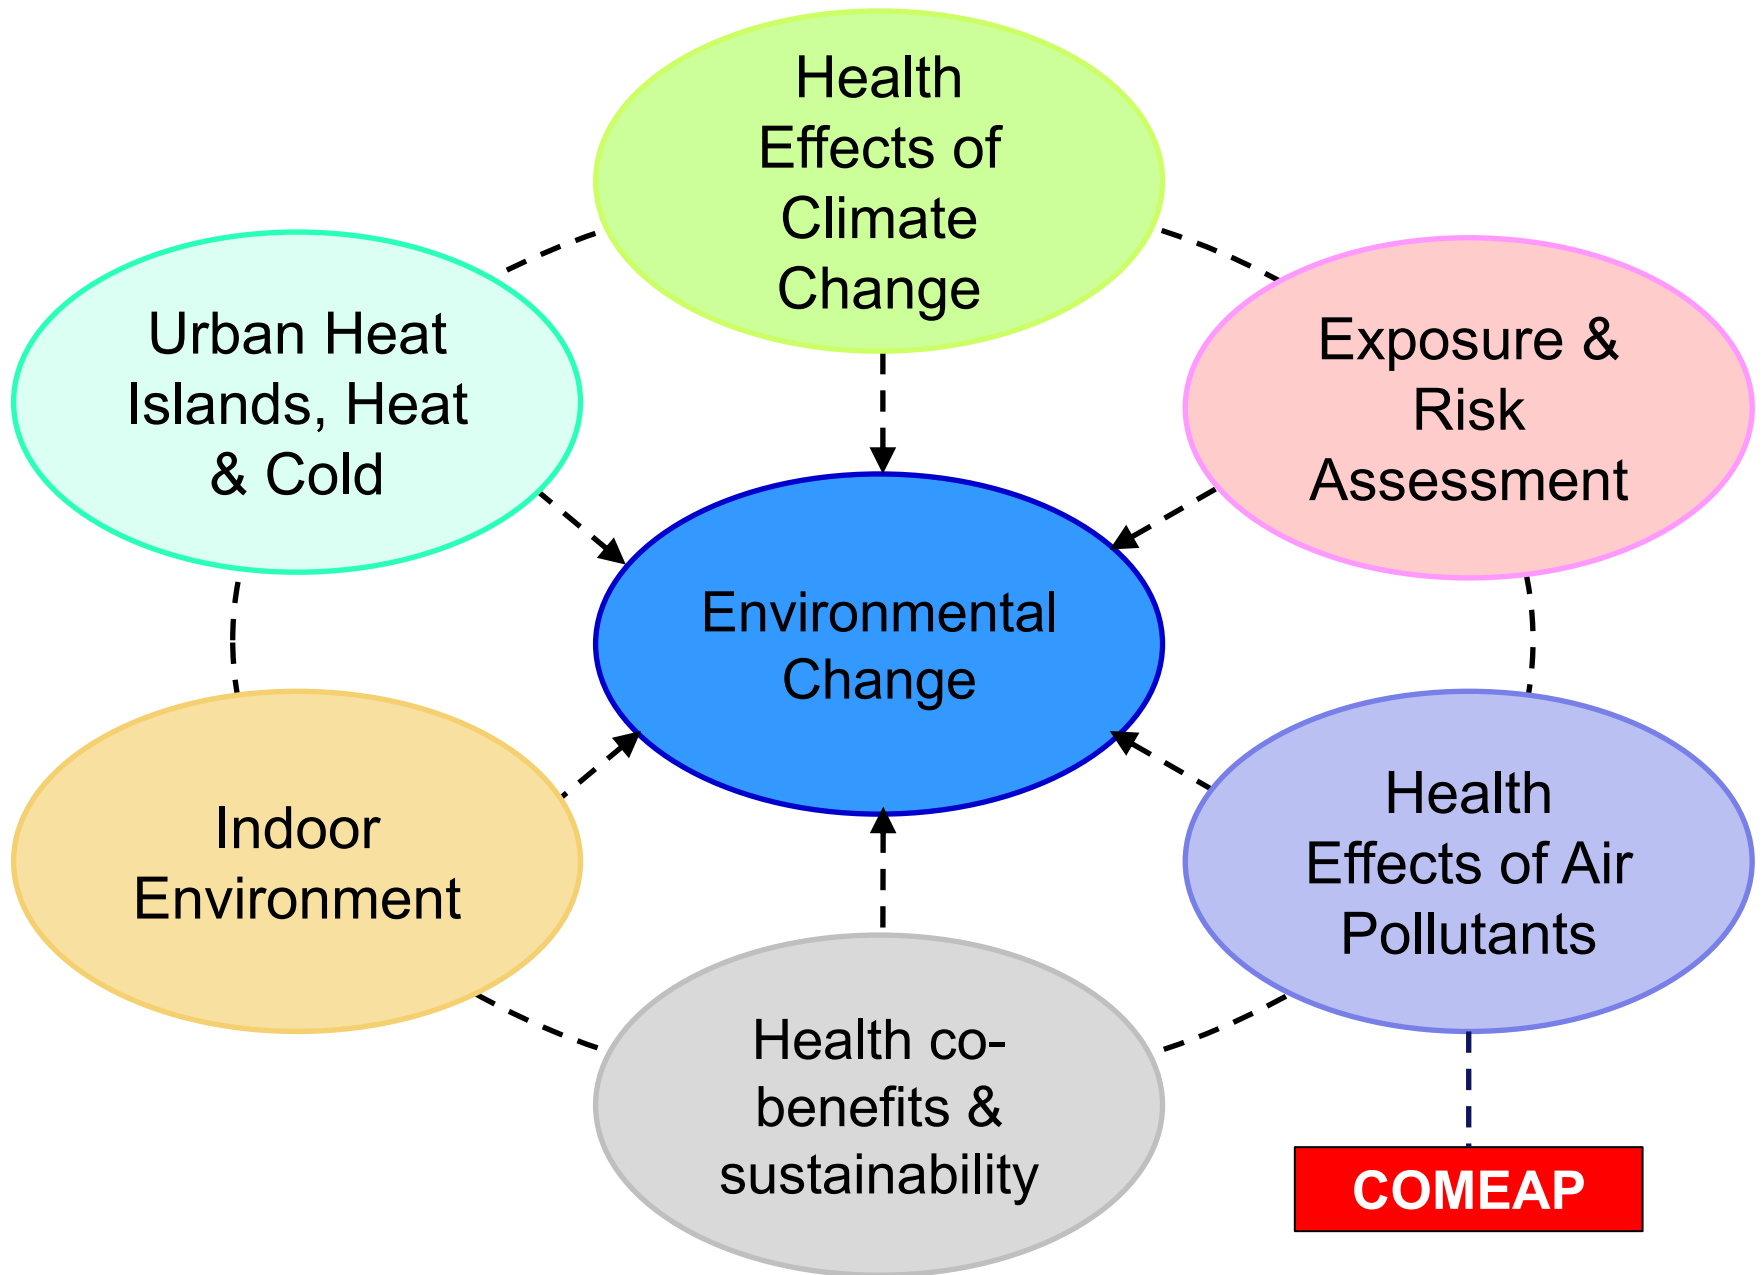 Health
Effects of
Climate
Change
Urban Heat
Islands, Heat
& Cold
Exposure &
Risk
Assessment
Environmental
Change
Indoor
Environment
Health
Effects of Air
Pollutants
Health co-
benefits &
sustainability
COMEAP